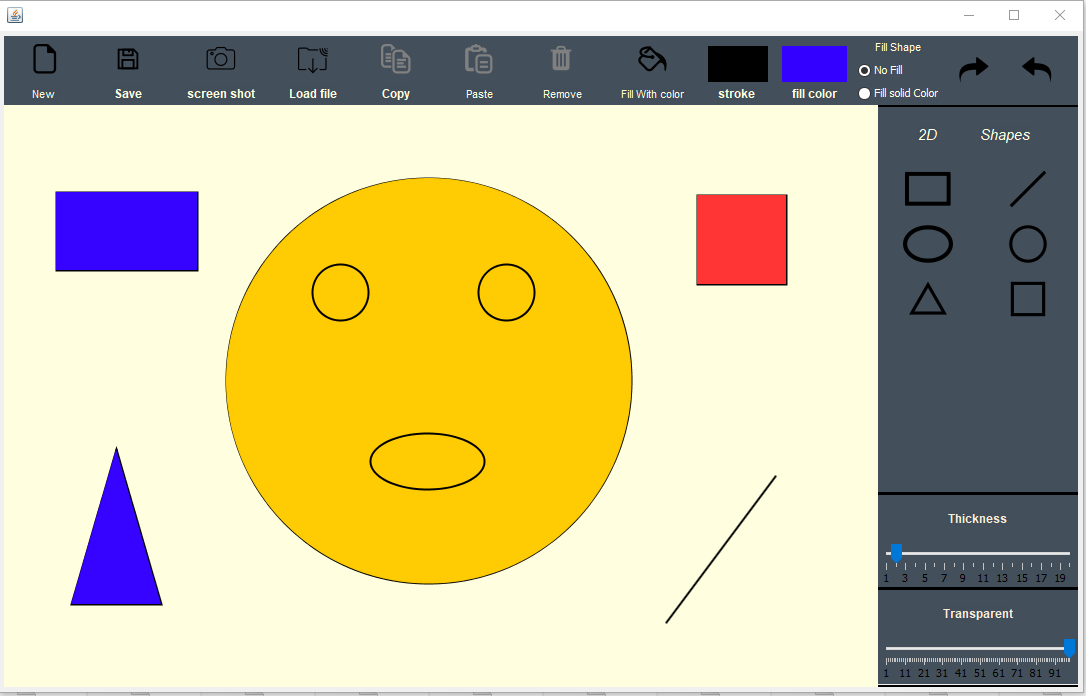 New
Save
screen shot
Load file
Copy
Paste
Remove
Fill With color
stroke
fill color
Fill Shape
No Fill
Fill solid Color
2D Shapes
Thickness
1 3 5 7 9 11 13 15 17 19
Transparent
1 11 21 31 41 51 61 71 81 91